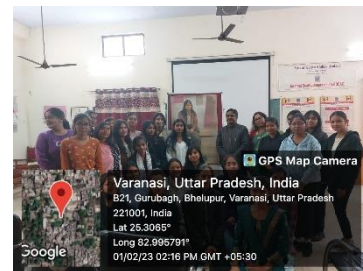 GPS Map Camera
Varanasi, Uttar Pradesh, India
B21, Gurubagh, Bhelupur, Varanasi, Uttar Pradesh
221001, India
Lat 25.3065°
Long 82.995791°
01/02/23 02:16 PM GMT +05:30
Google